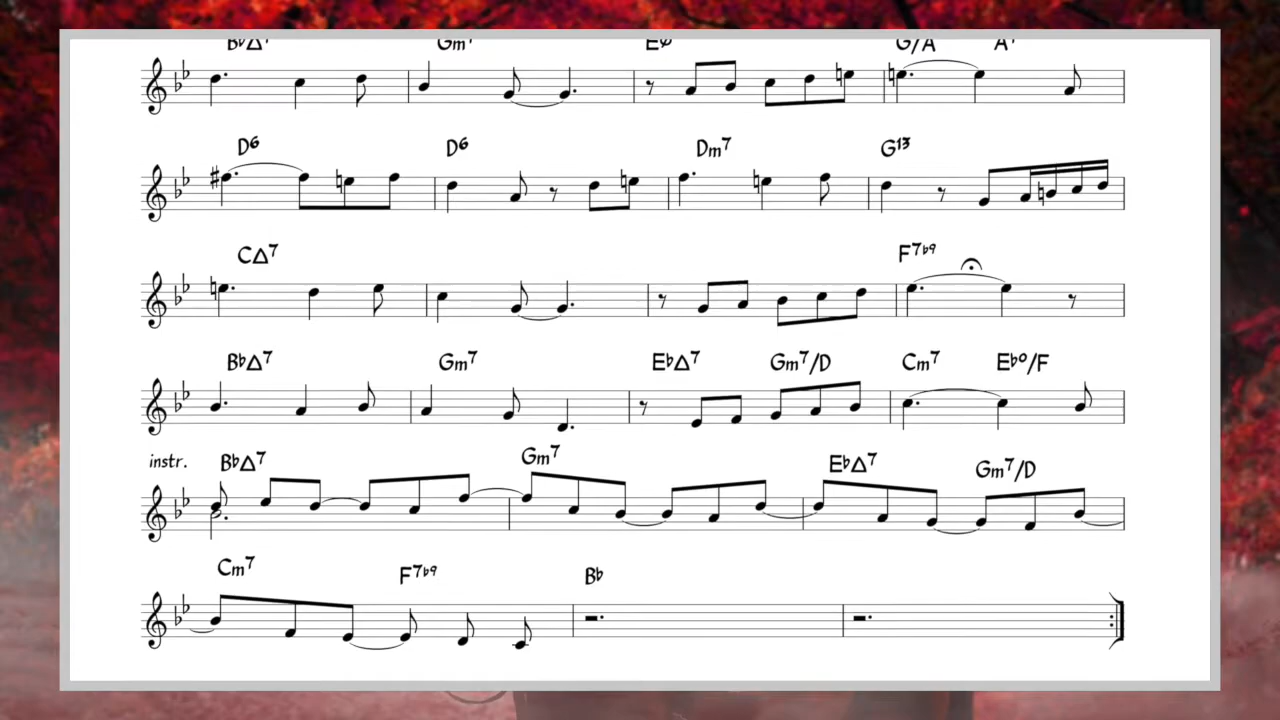 B♭Δ7 Gm7 Eø G/A A7
D6 D6 Dm7 G13
CΔ7 F7♭9
B♭Δ7 Gm7 E♭Δ7 Gm7/D Cm7 E♭o/F
instr. B♭Δ7 Gm7 E♭Δ7 Gm7/D
Cm7 F7♭9 B♭